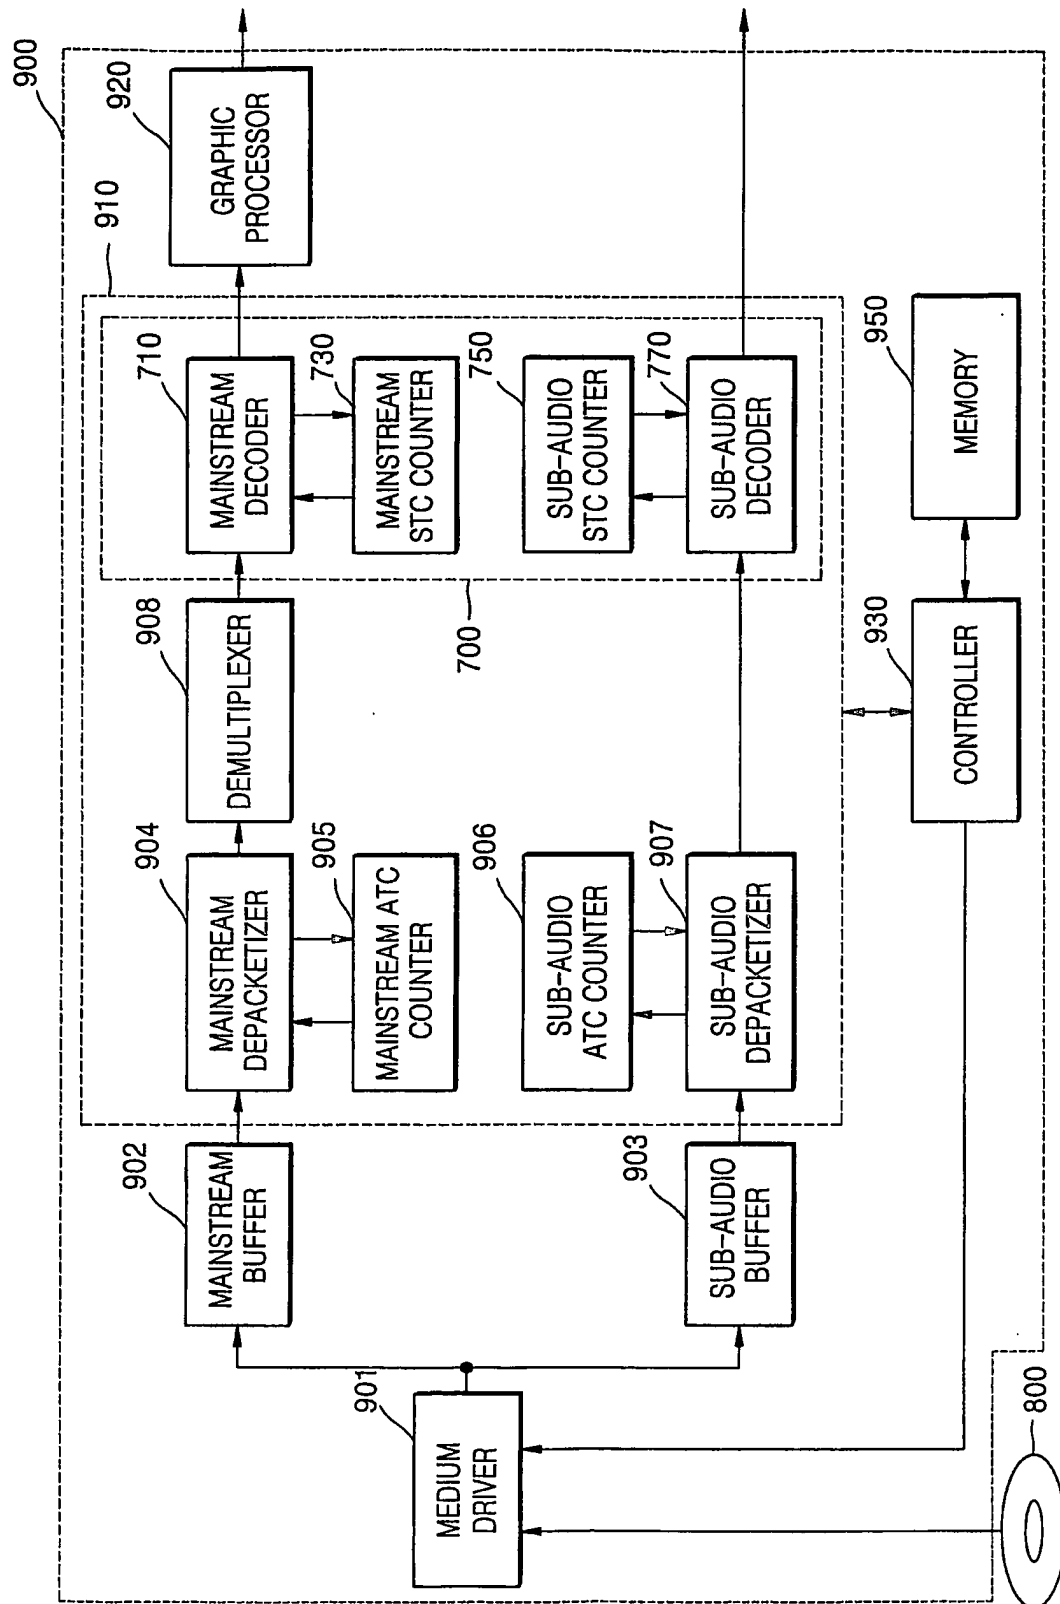 900
920
GRAPHIC
PROCESSOR
910
710
MAINSTREAM
DECODER
730
MAINSTREAM
STC COUNTER
750
SUB-AUDIO
STC COUNTER
770
SUB-AUDIO
DECODER
700
908
DEMULTIPLEXER
904
MAINSTREAM
DEPACKETIZER
905
MAINSTREAM ATC
COUNTER
906
SUB-AUDIO
ATC COUNTER
907
SUB-AUDIO
DEPACKETIZER
902
MAINSTREAM
BUFFER
903
SUB-AUDIO
BUFFER
901
MEDIUM
DRIVER
950
MEMORY
930
CONTROLLER
800